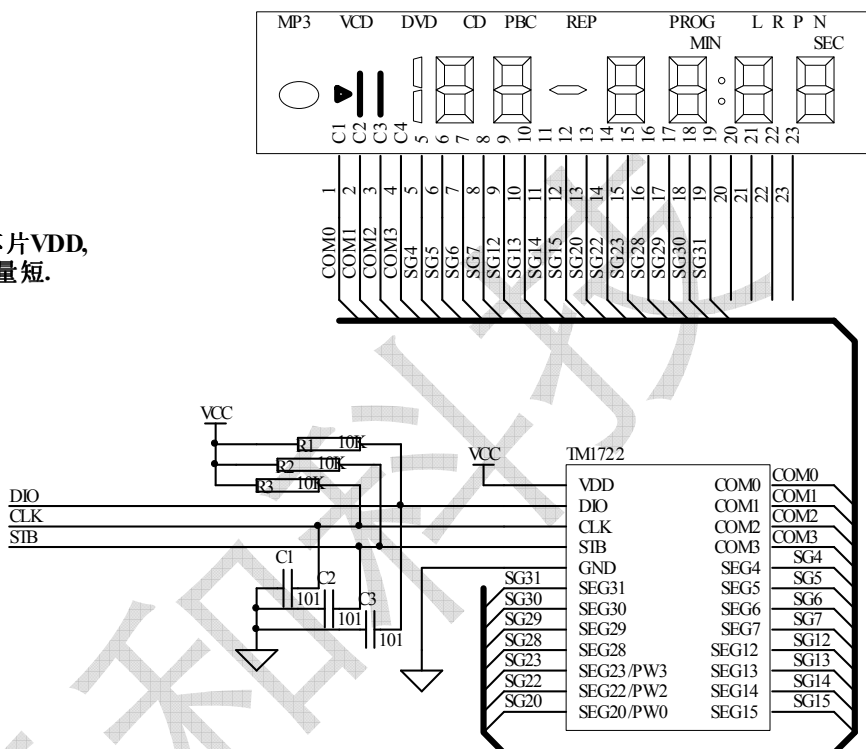 MP3 VCD DVD CD PBC REP PROG L R P N
MIN SEC
C1 C2 C3 C4 5 6 7 8 9 10 11 12 13 14 15 16 17 18 19 20 21 22 23
1 2 3 4 5 6 7 8 9 10 11 12 13 14 15 16 17 18 19 20 21 22 23
COM0 COM1 COM2 COM3 SG4 SG5 SG6 SG7 SG12 SG13 SG14 SG15 SG20 SG22 SG23 SG28 SG29 SG30 SG31
片VDD,
量短.
VCC
R1 10K
R2 10K
R3 10K
DIO
CLK
STB
C1 101
C2 101
C3 101
VCC
TM1722
VDD COM0 COM0
DIO COM1 COM1
CLK COM2 COM2
STB COM3 COM3
GND SEG4 SG4
SG31 SEG31 SEG5 SG5
SG30 SEG30 SEG6 SG6
SG29 SEG29 SEG7 SG7
SG28 SEG28 SEG12 SG12
SG23 SEG23/PW3 SEG13 SG13
SG22 SEG22/PW2 SEG14 SG14
SG20 SEG20/PW0 SEG15 SG15
和科技